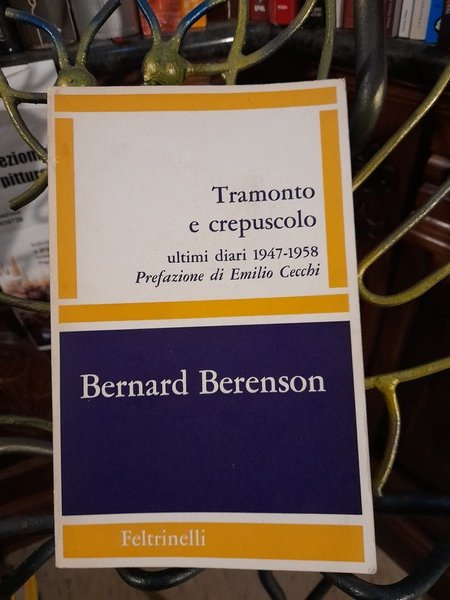 Tramonto
e crepuscolo
ultimi diari 1947-1958
Prefazione di Emilio Cecchi
Bernard Berenson
Feltrinelli